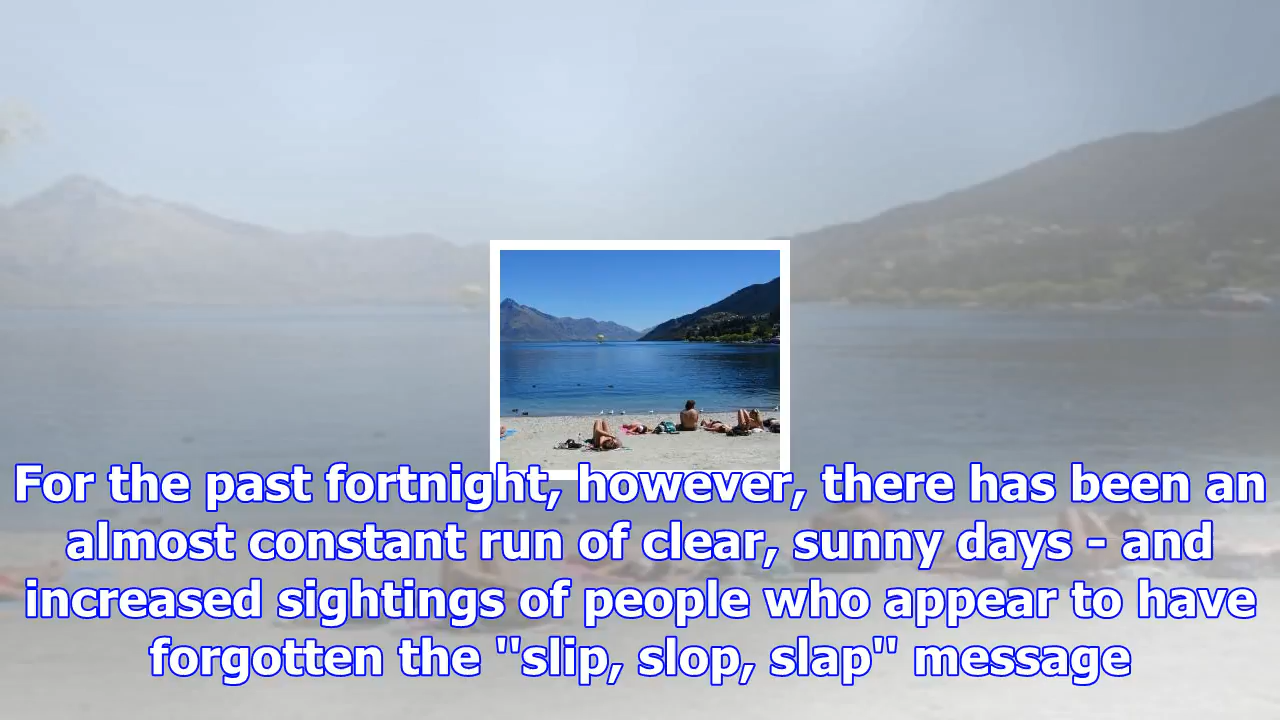 For the past fortnight, however, there has been an
almost constant run of clear, sunny days - and
increased sightings of people who appear to have
forgotten the "slip, slop, slap" message